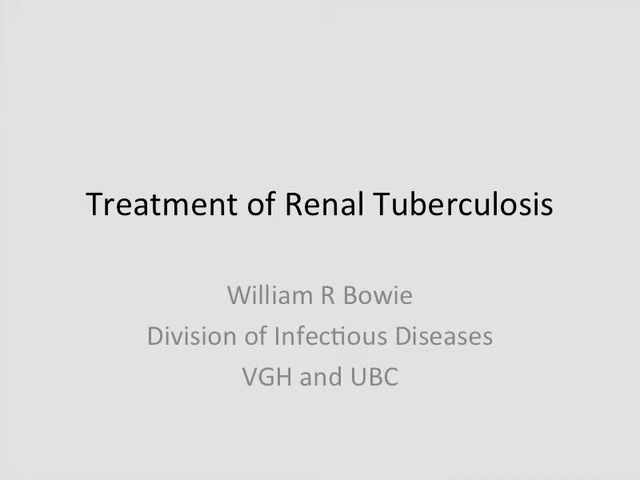 Treatment of Renal Tuberculosis
William R Bowie
Division of Infectious Diseases
VGH and UBC